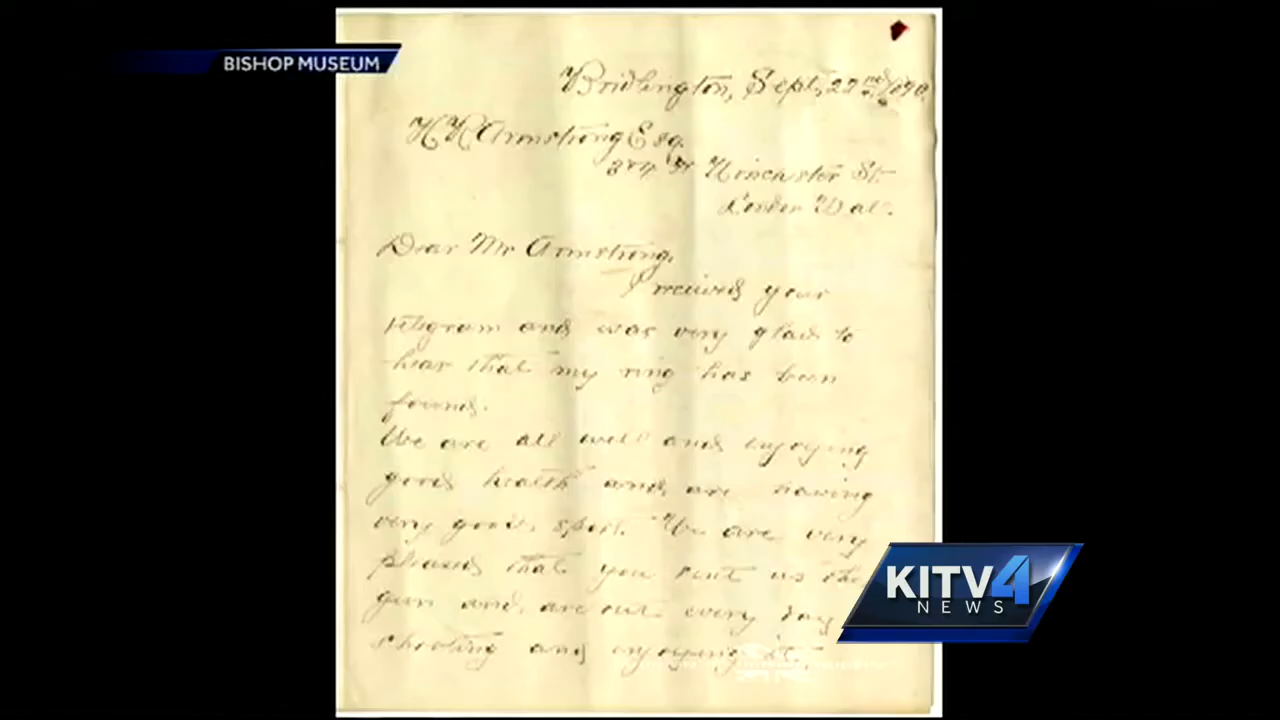 BISHOP MUSEUM
Bridlington, Sept, 22nd/1890.
H Armstrong Esq.
St.
Dear Mr Armstrong.
I received your
telegram and was very glad to
hear that my ring has been
found.
We are all well and enjoying
good health and are having
very good sport. We are very
pleased that you sent us the
gun and are out every day
shooting and enjoying it.
KITV4
NEWS